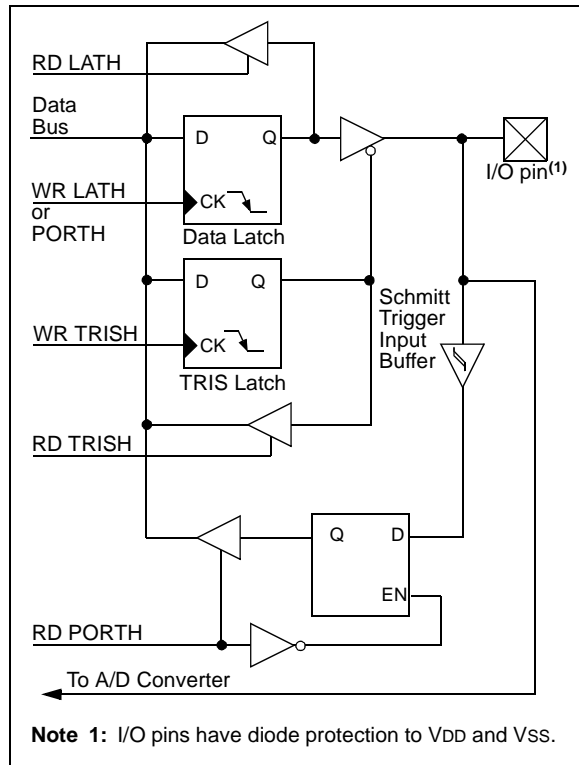 RD LATH
Data
Bus
D Q
I/O pin(1)
WR LATH
or
PORTH
CK
Data Latch
D Q
WR TRISH
CK
TRIS Latch
Schmitt
Trigger
Input
Buffer
RD TRISH
Q D
EN
RD PORTH
To A/D Converter
Note 1: I/O pins have diode protection to VDD and VSS.